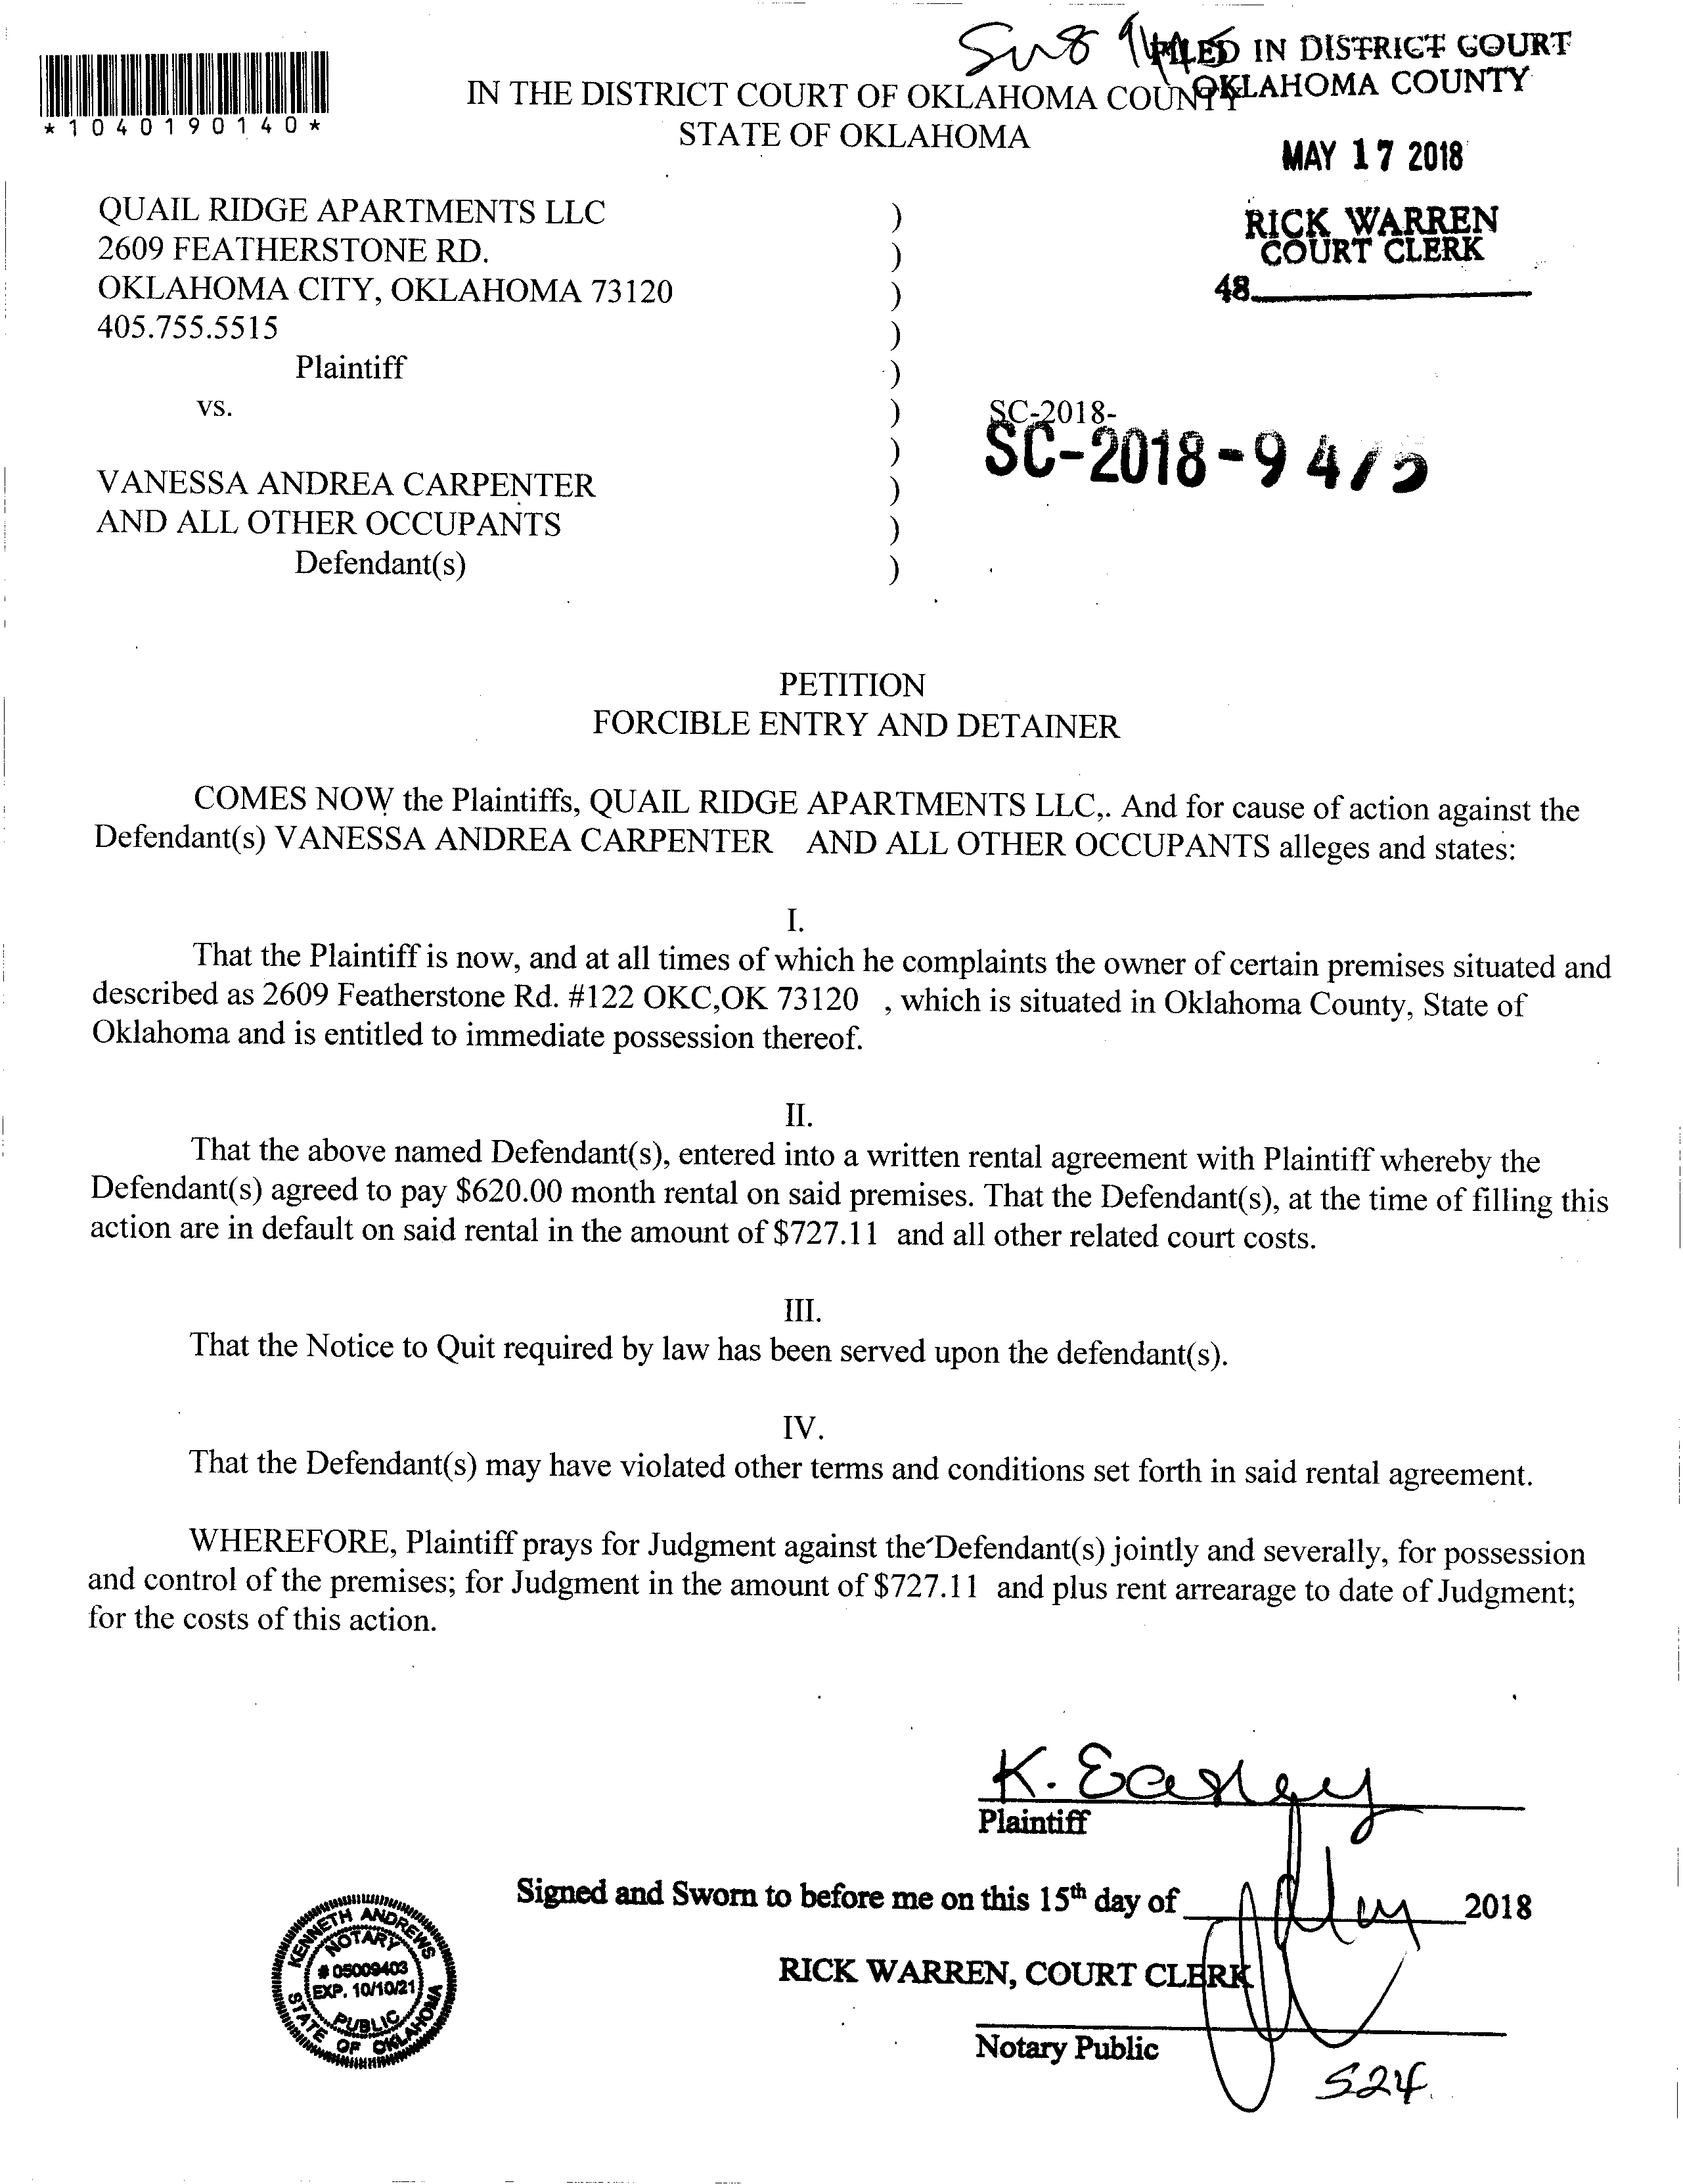 FILED IN DISTRICT COURT
OKLAHOMA COUNTY
*1040190140*
IN THE DISTRICT COURT OF OKLAHOMA COUNTY
STATE OF OKLAHOMA
MAY 17 2018
RICK WARREN
COURT CLERK
48
QUAIL RIDGE APARTMENTS LLC )
2609 FEATHERSTONE RD. )
OKLAHOMA CITY, OKLAHOMA 73120 )
405.755.5515 )
Plaintiff )
vs. ) SC-2018-
) SC-2018-9
VANESSA ANDREA CARPENTER )
AND ALL OTHER OCCUPANTS )
Defendant(s) )
PETITION
FORCIBLE ENTRY AND DETAINER
COMES NOW the Plaintiffs, QUAIL RIDGE APARTMENTS LLC,. And for cause of action against the
Defendant(s) VANESSA ANDREA CARPENTER AND ALL OTHER OCCUPANTS alleges and states:
I.
That the Plaintiff is now, and at all times of which he complaints the owner of certain premises situated and
described as 2609 Featherstone Rd. #122 OKC,OK 73120 , which is situated in Oklahoma County, State of
Oklahoma and is entitled to immediate possession thereof.
II.
That the above named Defendant(s), entered into a written rental agreement with Plaintiff whereby the
Defendant(s) agreed to pay $620.00 month rental on said premises. That the Defendant(s), at the time of filling this
action are in default on said rental in the amount of $727.11 and all other related court costs.
III.
That the Notice to Quit required by law has been served upon the defendant(s).
IV.
That the Defendant(s) may have violated other terms and conditions set forth in said rental agreement.
WHEREFORE, Plaintiff prays for Judgment against the Defendant(s) jointly and severally, for possession
and control of the premises; for Judgment in the amount of $727.11 and plus rent arrearage to date of Judgment;
for the costs of this action.
K. Easley
Plaintiff
Signed and Sworn to before me on this 15th day of 2018
RICK WARREN, COURT CLERK
Notary Public
524
KENNETH ANDREWS
NOTARY
# 05009403
EXP. 10/10/21
PUBLIC
STATE OF OKLAHOMA